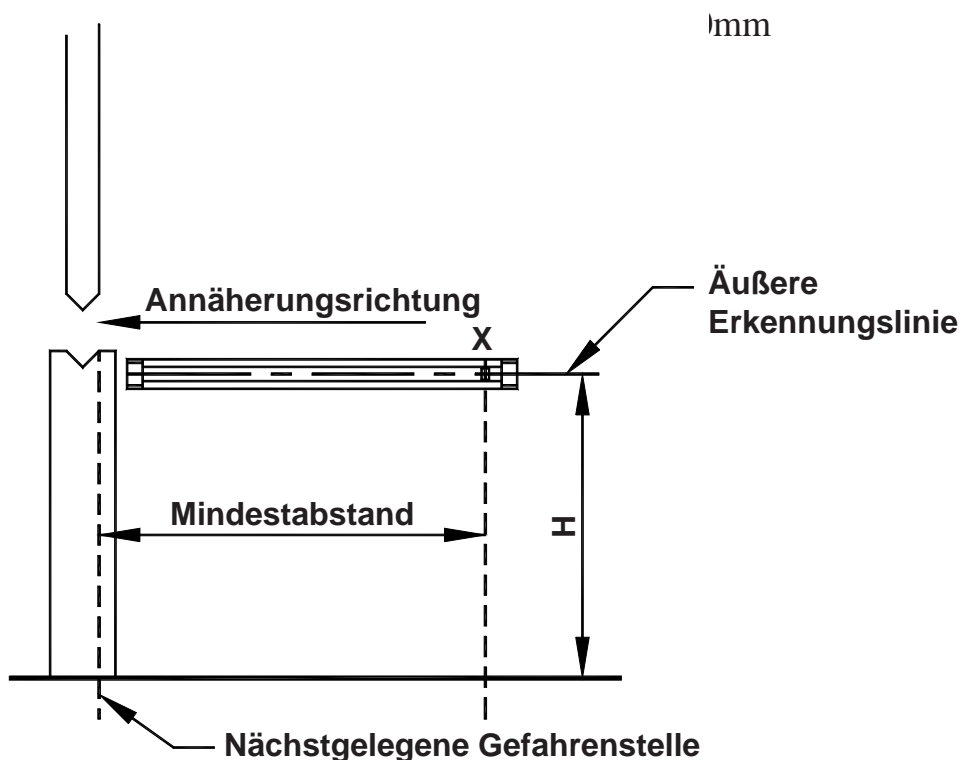 mm
Annäherungsrichtung
X
Äußere
Erkennungslinie
Mindestabstand
H
Nächstgelegene Gefahrenstelle